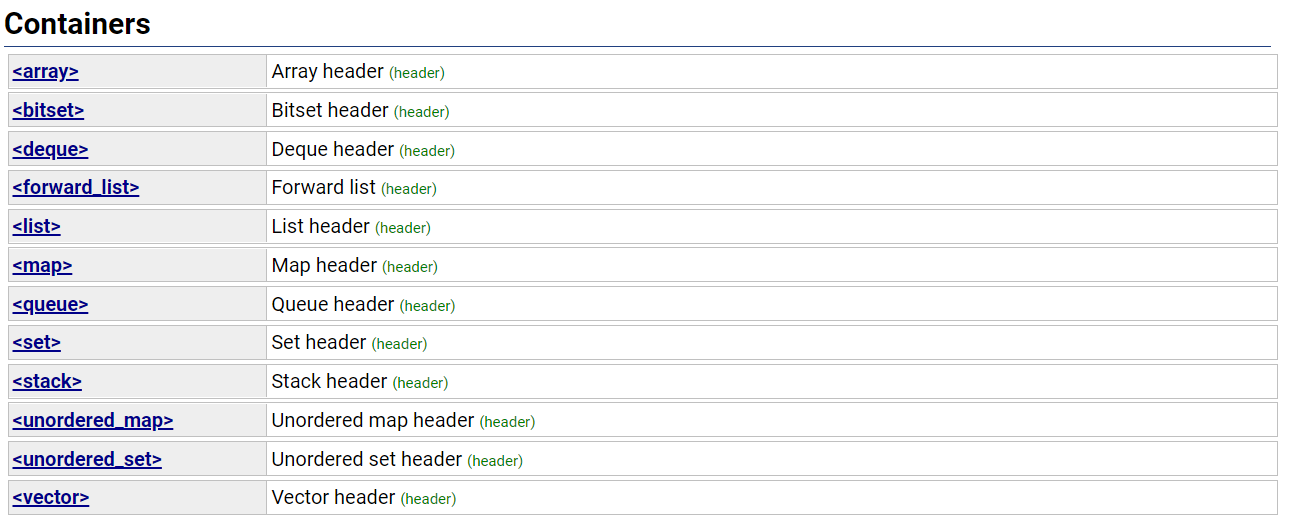 Containers
<array> Array header (header)
<bitset> Bitset header (header)
<deque> Deque header (header)
<forward_list> Forward list (header)
<list> List header (header)
<map> Map header (header)
<queue> Queue header (header)
<set> Set header (header)
<stack> Stack header (header)
<unordered_map> Unordered map header (header)
<unordered_set> Unordered set header (header)
<vector> Vector header (header)